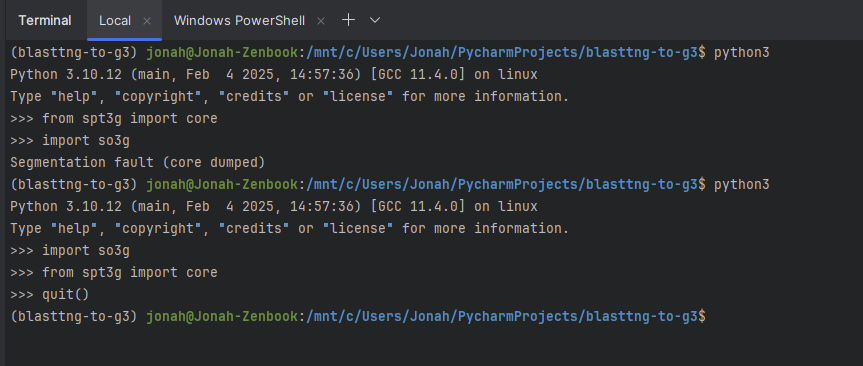 Terminal Local × Windows PowerShell ×
(blasttng-to-g3) jonah@Jonah-Zenbook:/mnt/c/Users/Jonah/PycharmProjects/blasttng-to-g3$ python3
Python 3.10.12 (main, Feb  4 2025, 14:57:36) [GCC 11.4.0] on linux
Type "help", "copyright", "credits" or "license" for more information.
>>> from spt3g import core
>>> import so3g
Segmentation fault (core dumped)
(blasttng-to-g3) jonah@Jonah-Zenbook:/mnt/c/Users/Jonah/PycharmProjects/blasttng-to-g3$ python3
Python 3.10.12 (main, Feb  4 2025, 14:57:36) [GCC 11.4.0] on linux
Type "help", "copyright", "credits" or "license" for more information.
>>> import so3g
>>> from spt3g import core
>>> quit()
(blasttng-to-g3) jonah@Jonah-Zenbook:/mnt/c/Users/Jonah/PycharmProjects/blasttng-to-g3$